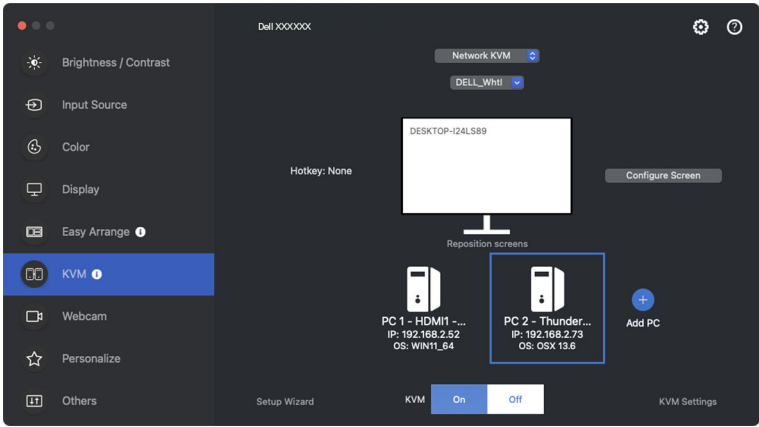 Dell XXXXXX
Brightness / Contrast
Input Source
Color
Display
Easy Arrange
KVM
Webcam
Personalize
Others
Network KVM
DELL_Whtl
DESKTOP-I24LS89
Hotkey: None
Configure Screen
Reposition screens
PC 1 - HDMI1 -...
IP: 192.168.2.52
OS: WIN11_64
PC 2 - Thunder...
IP: 192.168.2.73
OS: OSX 13.6
Add PC
Setup Wizard
KVM
On
Off
KVM Settings